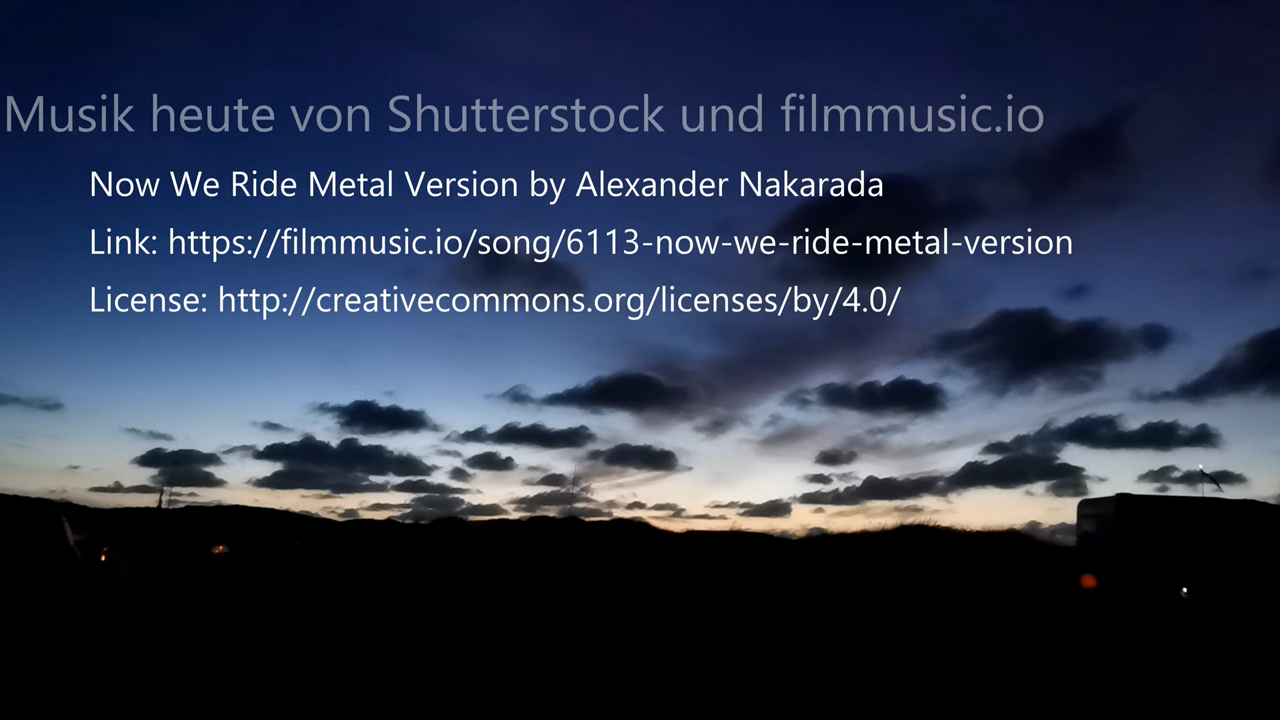 Musik heute von Shutterstock und filmmusic.io
Now We Ride Metal Version by Alexander Nakarada
Link: https://filmmusic.io/song/6113-now-we-ride-metal-version
License: http://creativecommons.org/licenses/by/4.0/